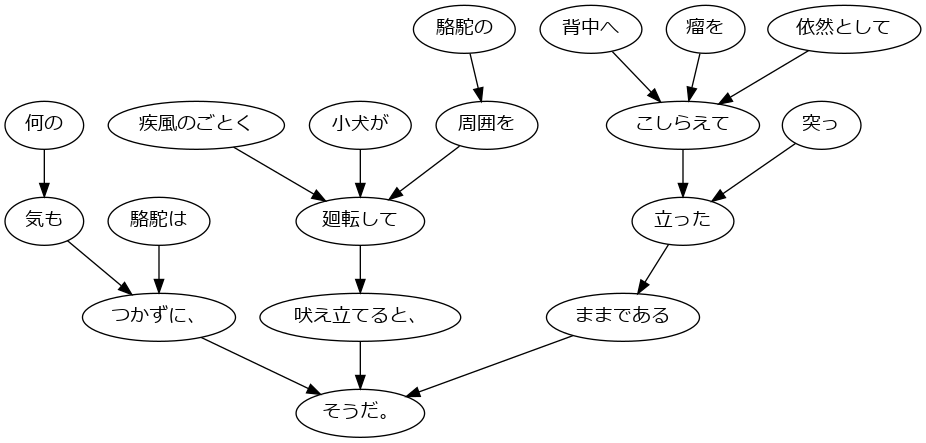 駱駝の 背中へ 瘤を 依然として
何の 疾風のごとく 小犬が 周囲を こしらえて 突っ
気も 駱駝は 廻転して 立った
つかずに、 吠え立てると、 ままである
そうだ。